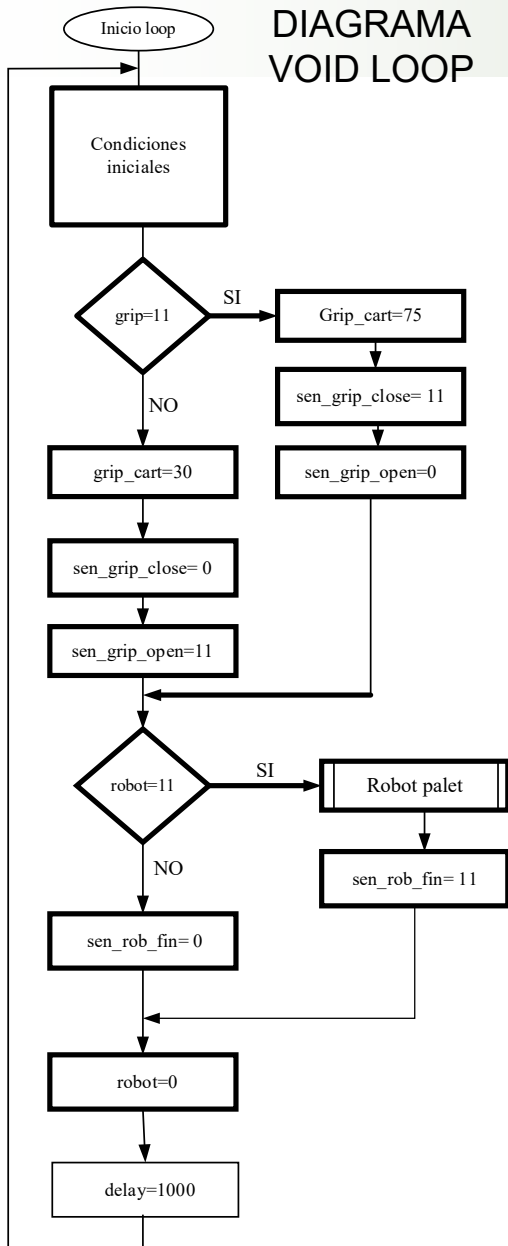 DIAGRAMA
VOID LOOP
Inicio loop
Condiciones
iniciales
grip=11
SI
Grip_cart=75
sen_grip_close= 11
sen_grip_open=0
NO
grip_cart=30
sen_grip_close= 0
sen_grip_open=11
robot=11
SI
Robot palet
sen_rob_fin= 11
NO
sen_rob_fin= 0
robot=0
delay=1000